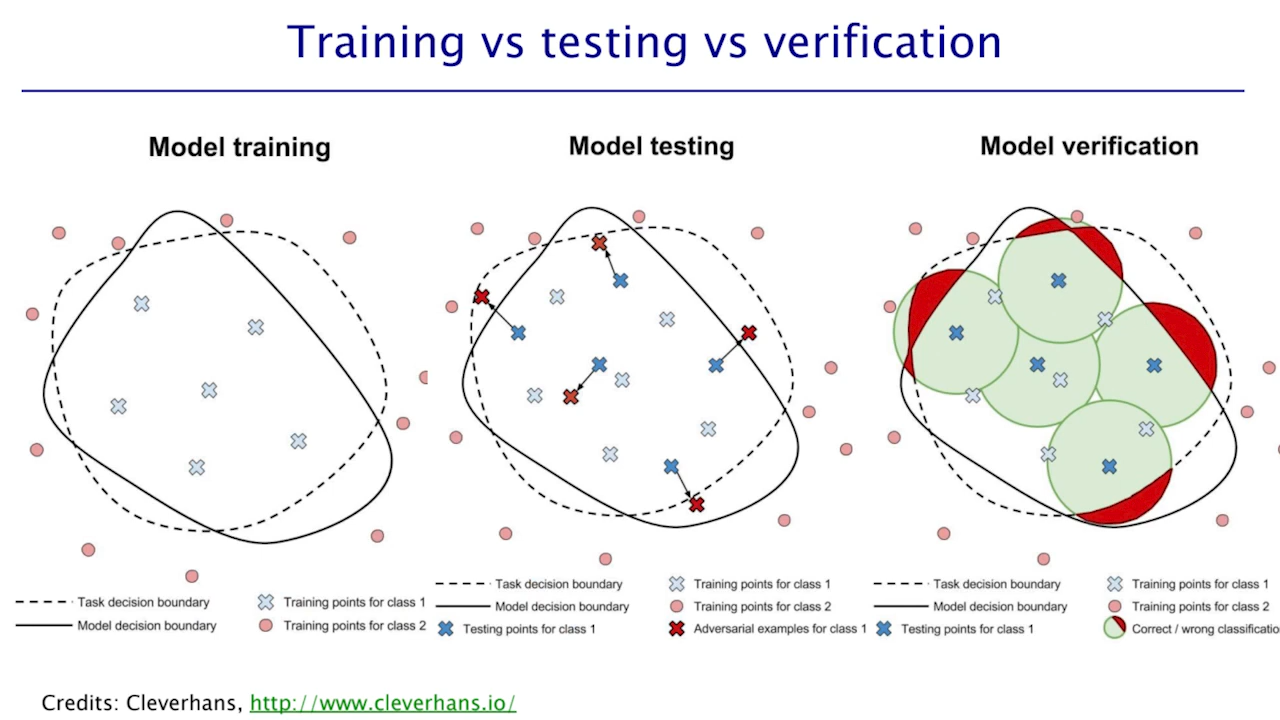 Training vs testing vs verification
Model training
Model testing
Model verification
Task decision boundary
Model decision boundary
Training points for class 1
Training points for class 2
Task decision boundary
Model decision boundary
Testing points for class 1
Training points for class 1
Training points for class 2
Adversarial examples for class 1
Task decision boundary
Model decision boundary
Testing points for class 1
Training points for class 1
Training points for class 2
Correct / wrong classificatio
Credits: Cleverhans, http://www.cleverhans.io/